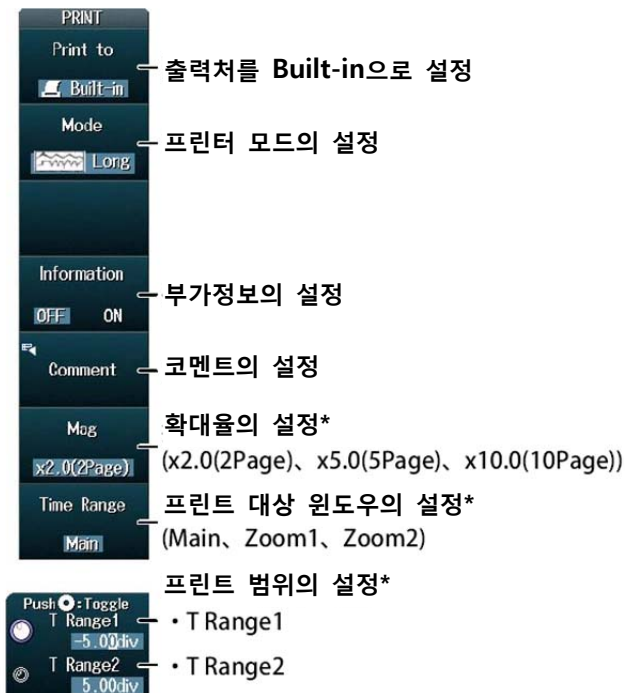 PRINT
Print to
Built-in
출력처를 Built-in으로 설정
Mode
Long
프린터 모드의 설정
Information
OFF ON
부가정보의 설정
Comment
코멘트의 설정
Mag
x2.0(2Page)
확대율의 설정*
(x2.0(2Page)、x5.0(5Page)、x10.0(10Page))
Time Range
Main
프린트 대상 윈도우의 설정*
(Main、Zoom1、Zoom2)
프린트 범위의 설정*
Push :Toggle
T Range1
-5.00div
・T Range1
T Range2
5.00div
・T Range2